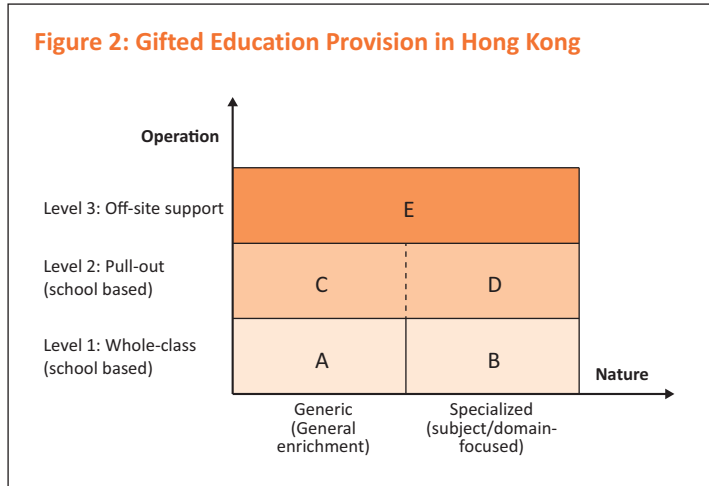 Figure 2: Gifted Education Provision in Hong Kong
Operation
Level 3: Off-site support
E
Level 2: Pull-out
(school based)
C
D
Level 1: Whole-class
(school based)
A
B
Nature
Generic
(General
enrichment)
Specialized
(subject/domain-
focused)